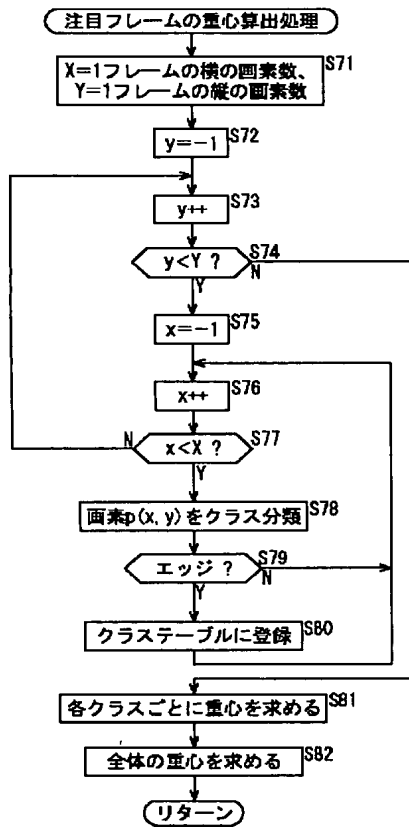 注目フレームの重心算出処理
S71
X=1フレームの横の画素数、
Y=1フレームの縦の画素数
S72
y=-1
S73
y++
S74
y<Y ?
N
Y
S75
x=-1
S76
x++
N
S77
x<X ?
Y
S78
画素p(x, y)をクラス分類
S79
エッジ ?
N
Y
S80
クラステーブルに登録
S81
各クラスごとに重心を求める
S82
全体の重心を求める
リターン